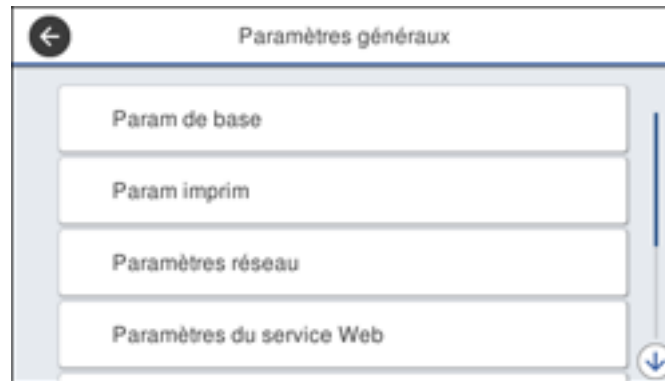 Paramètres généraux
Param de base
Param imprim
Paramètres réseau
Paramètres du service Web